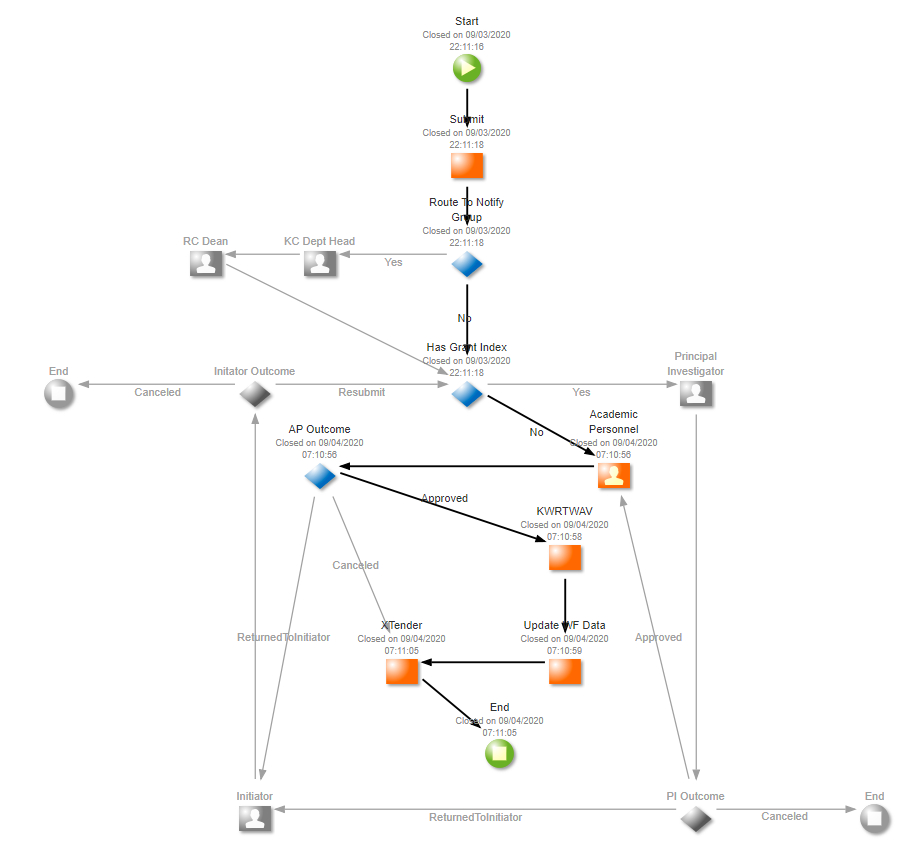 Start
Closed on 09/03/2020
22:11:16
Submit
Closed on 09/03/2020
22:11:18
Route To Notify
Group
Closed on 09/03/2020
22:11:18
RC Dean
KC Dept Head
Yes
No
Has Grant Index
Closed on 09/03/2020
22:11:18
Principal
Investigator
End
Initator Outcome
Canceled
Resubmit
Yes
Academic
Personnel
Closed on 09/04/2020
07:10:56
No
AP Outcome
Closed on 09/04/2020
07:10:56
Approved
KWRTWAV
Closed on 09/04/2020
07:10:58
Canceled
XTender
Closed on 09/04/2020
07:11:05
Update WF Data
Closed on 09/04/2020
07:10:59
ReturnedToInitiator
Approved
End
Closed on 09/04/2020
07:11:05
Initiator
PI Outcome
End
ReturnedToInitiator
Canceled